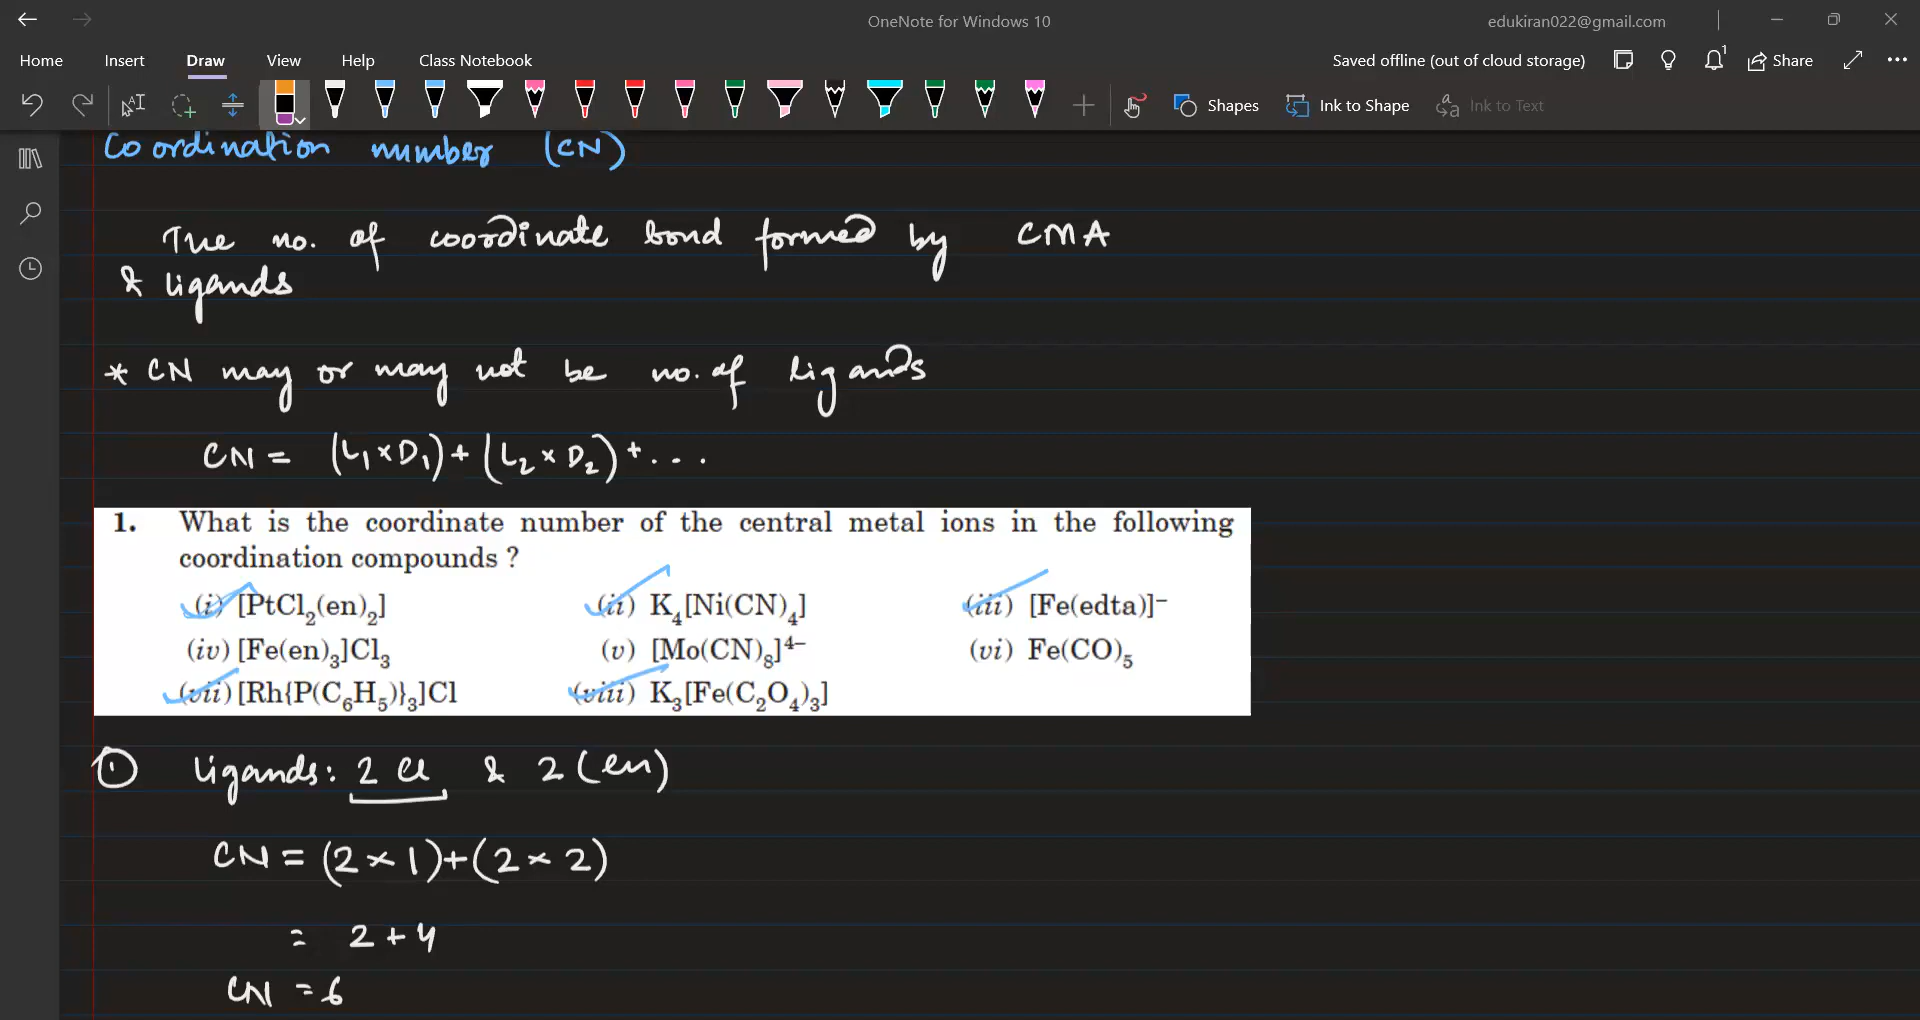 OneNote for Windows 10
edukiran022@gmail.com
Home Insert Draw View Help Class Notebook
Saved offline (out of cloud storage)
1
Share
Shapes
Ink to Shape
Ink to Text
Coordination number (CN)
The no. of coordinate bond formed by CMA
& ligands
* CN may or may not be no. of ligands
CN = (L₁ × D₁) + (L₂ × D₂) + ...
1. What is the coordinate number of the central metal ions in the following
coordination compounds ?
(i) [PtCl₂(en)₂] (ii) K₄[Ni(CN)₄] (iii) [Fe(edta)]⁻
(iv) [Fe(en)₃]Cl₃ (v) [Mo(CN)₈]⁴⁻ (vi) Fe(CO)₅
(vii) [Rh{P(C₆H₅)}₃]Cl (viii) K₃[Fe(C₂O₄)₃]
① Ligands: 2 Cl & 2 (en)
CN = (2 × 1) + (2 × 2)
= 2 + 4
CN = 6